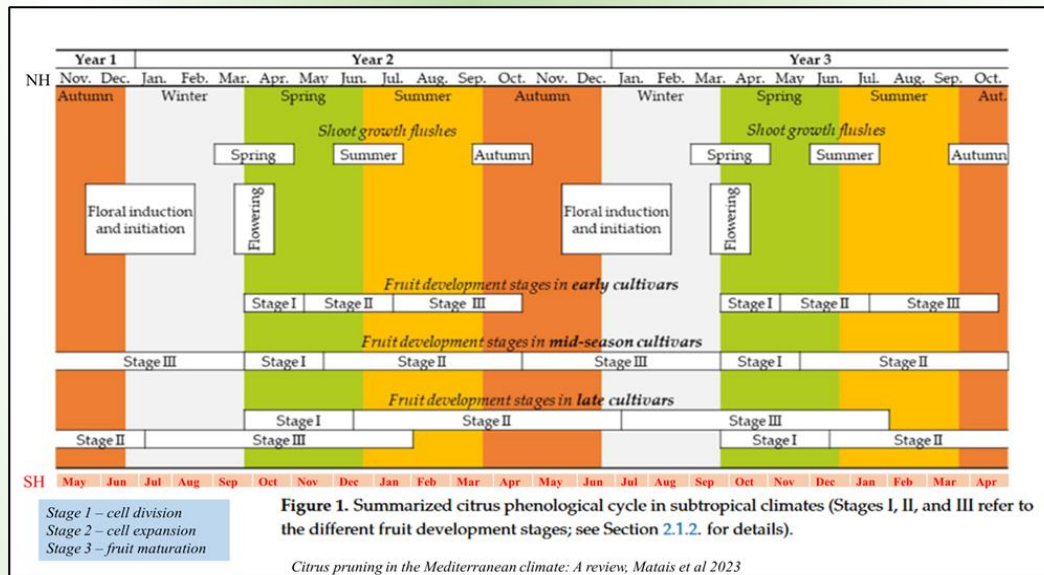 Year 1 Year 2 Year 3
NH Nov. Dec. Jan. Feb. Mar. Apr. May Jun. Jul. Aug. Sep. Oct. Nov. Dec. Jan. Feb. Mar. Apr. May Jun. Jul. Aug. Sep. Oct.
Autumn Winter Spring Summer Autumn Winter Spring Summer Aut.
Shoot growth flushes Shoot growth flushes
Spring Summer Autumn Spring Summer Autumn
Floral induction
and initiation
Flowering
Floral induction
and initiation
Flowering
Fruit development stages in early cultivars
Stage I Stage II Stage III Stage I Stage II Stage III
Fruit development stages in mid-season cultivars
Stage III Stage I Stage II Stage III Stage I Stage II
Fruit development stages in late cultivars
Stage I Stage II Stage III
Stage II Stage III Stage I Stage II
SH May Jun Jul Aug Sep Oct Nov Dec Jan Feb Mar Apr May Jun Jul Aug Sep Oct Nov Dec Jan Feb Mar Apr
Stage 1 – cell division
Stage 2 – cell expansion
Stage 3 – fruit maturation
Figure 1. Summarized citrus phenological cycle in subtropical climates (Stages I, II, and III refer to
the different fruit development stages; see Section 2.1.2. for details).
Citrus pruning in the Mediterranean climate: A review, Matais et al 2023